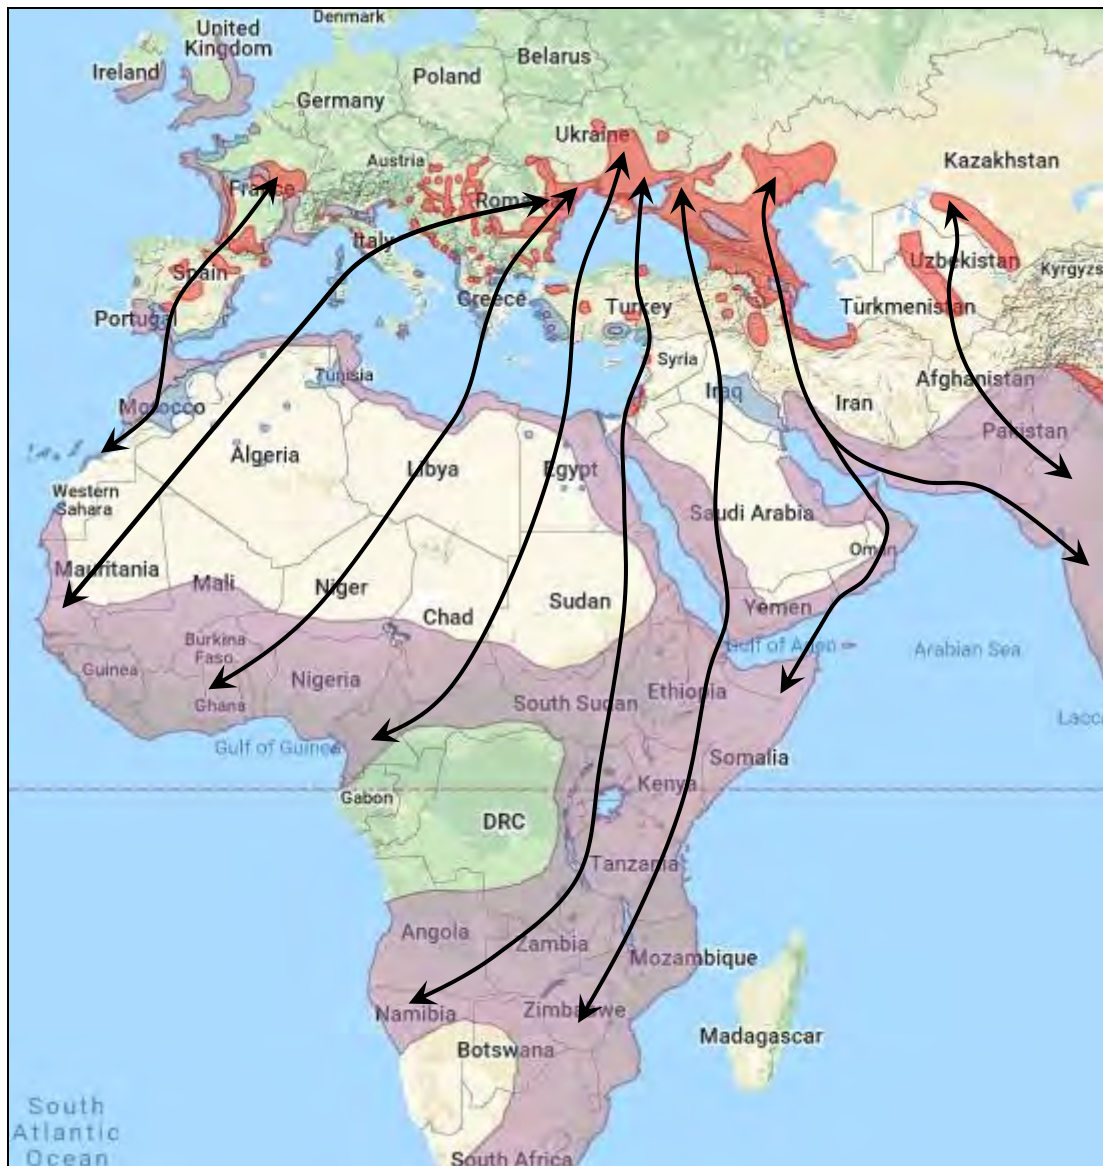 Denmark
United
Kingdom
Ireland
Belarus
Poland
Germany
Ukraine
Austria
Kazakhstan
France
Romania
Italy
Uzbekistan
Kyrgyzs
Spain
Greece
Turkey
Türkmenistan
Portugal
Syria
Tunisia
Afghanistan
Iraq
Iran
Morocco
Pakistan
Algeria
Libya
Egypt
Western
Sahara
Saudi Arabia
Oman
Mauritania
Mali
Niger
Chad
Sudan
Yemen
Burkina
Faso
Gulf of Aden
Arabian Sea
Guinea
Nigeria
Ethiopia
Ghana
South Sudan
Lacca
Gulf of Guinea
Somalia
Kenya
Gabon
DRC
Tanzania
Angola
Zambia
Mozambique
Namibia
Zimbabwe
Madagascar
Botswana
South
Atlantic
Ocean
South Africa